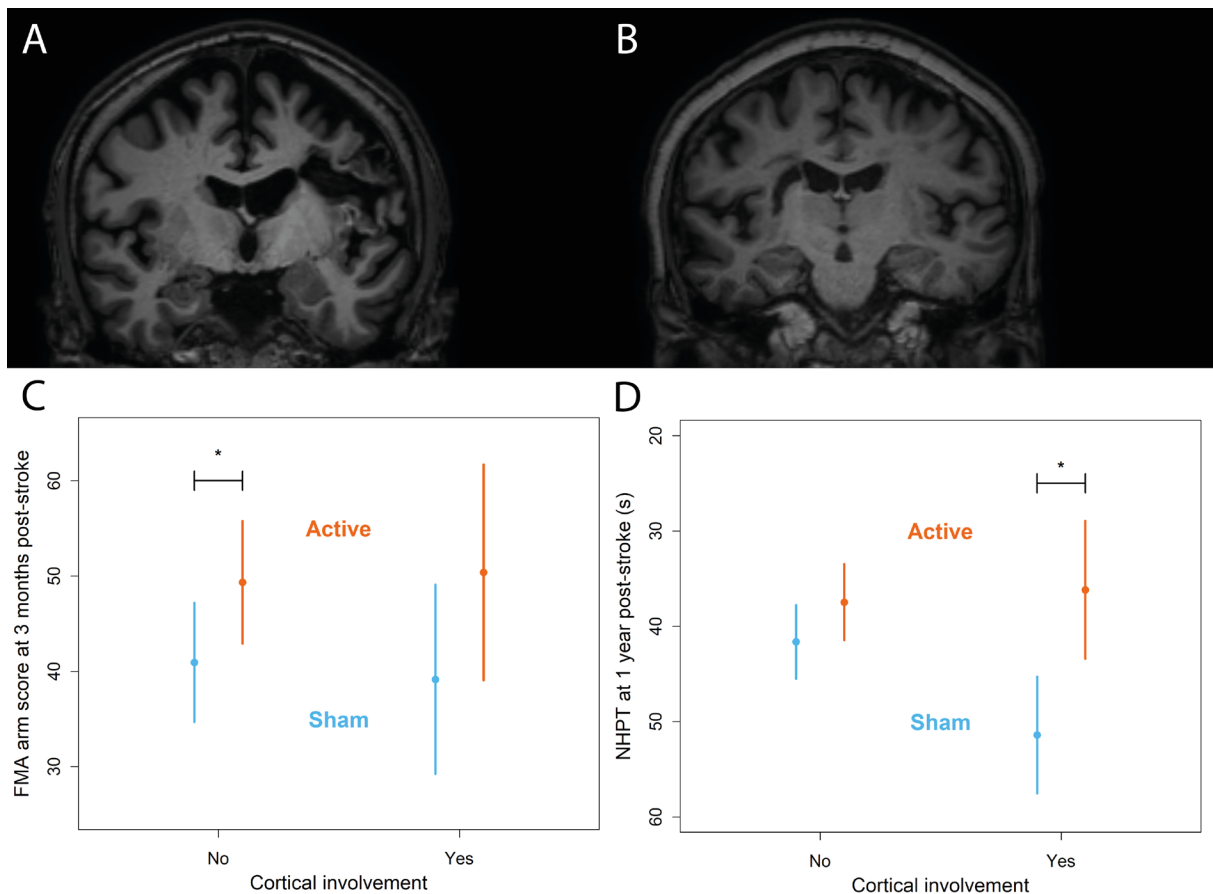 A
B
C
FMA arm score at 3 months post-stroke
60
50
40
30
*
Active
Sham
No
Yes
Cortical involvement
D
NHPT at 1 year post-stroke (s)
20
30
40
50
60
*
Active
Sham
No
Yes
Cortical involvement